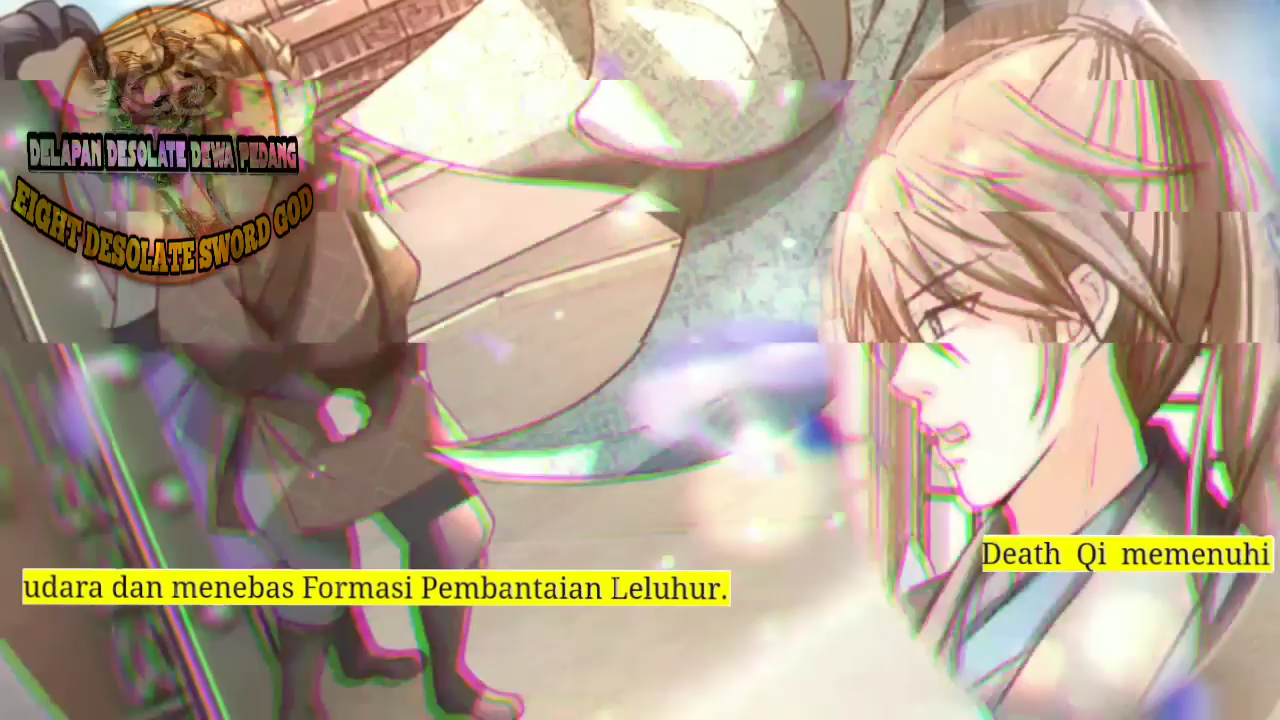 DELAPAN DESOLATE DEWA PEDANG
EIGHT DESOLATE SWORD GOD
Death Qi memenuhi
udara dan menebas Formasi Pembantaian Leluhur.